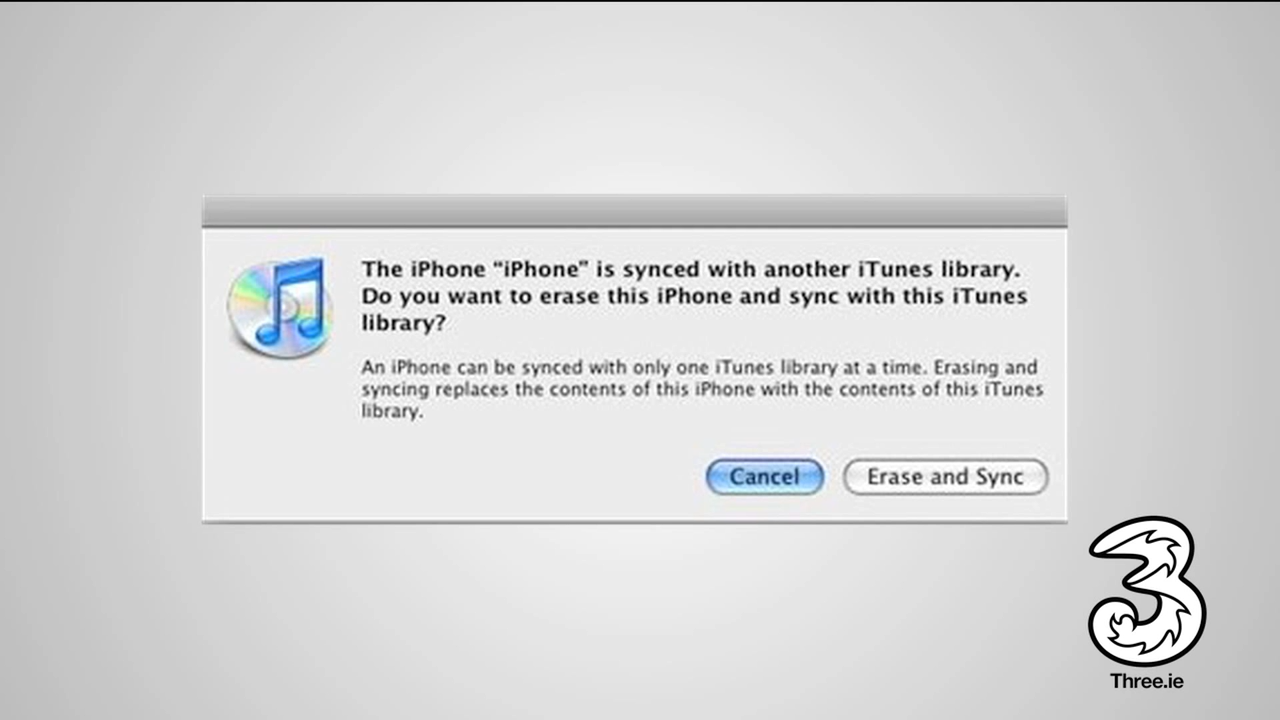 The iPhone “iPhone” is synced with another iTunes library.
Do you want to erase this iPhone and sync with this iTunes
library?
An iPhone can be synced with only one iTunes library at a time. Erasing and
syncing replaces the contents of this iPhone with the contents of this iTunes
library.
Cancel
Erase and Sync
3
Three.ie